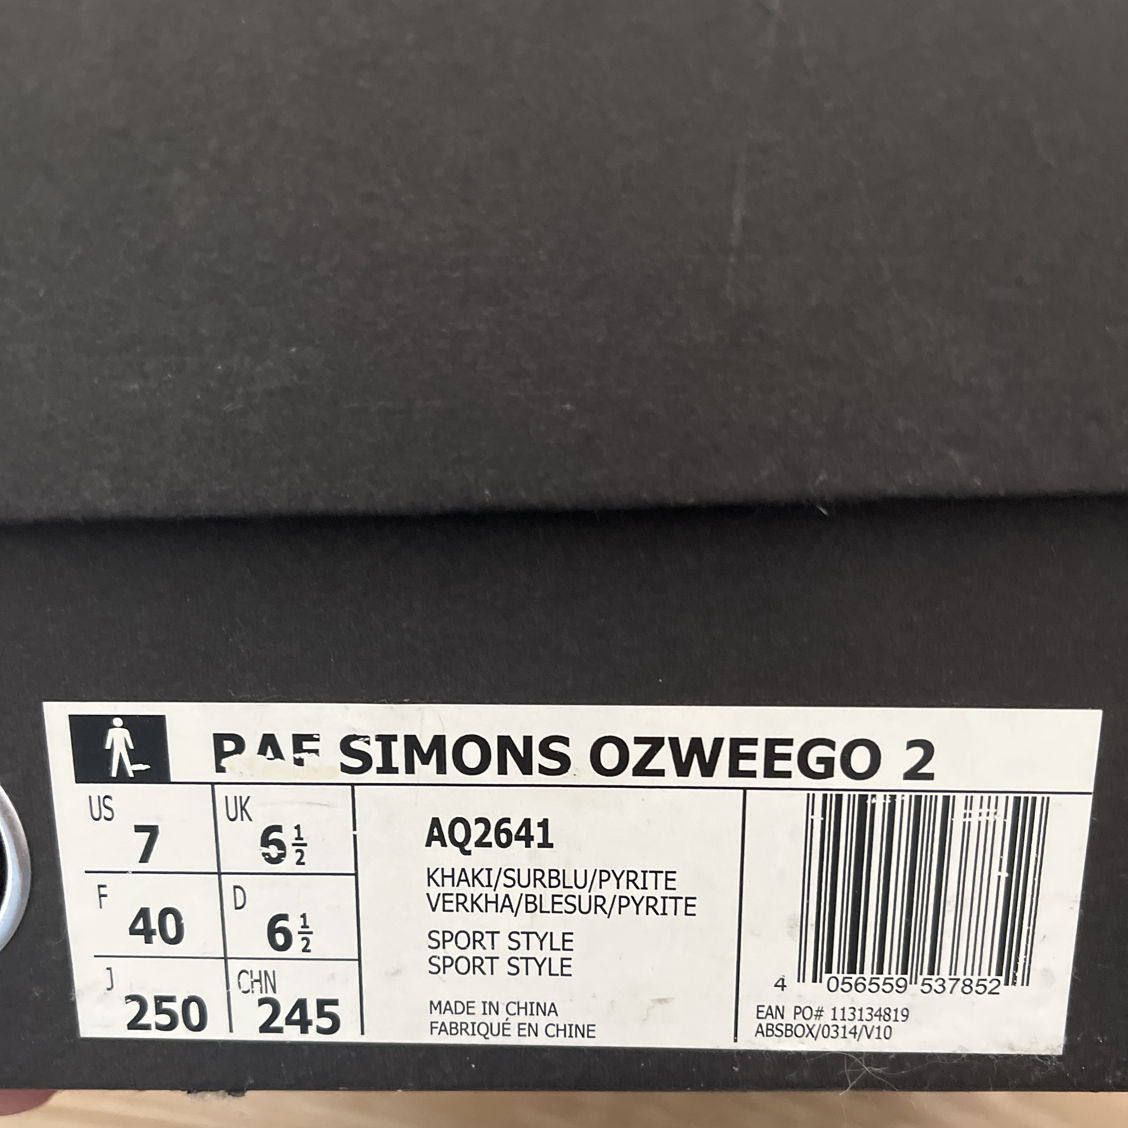 RAF SIMONS OZWEEGO 2
US 7 UK 6½
F 40 D 6½
J 250 CHN 245
AQ2641
KHAKI/SURBLU/PYRITE
VERKHA/BLESUR/PYRITE
SPORT STYLE
SPORT STYLE
MADE IN CHINA
FABRIQUÉ EN CHINE
4 056559 537852
EAN PO# 113134819
ABSBOX/0314/V10